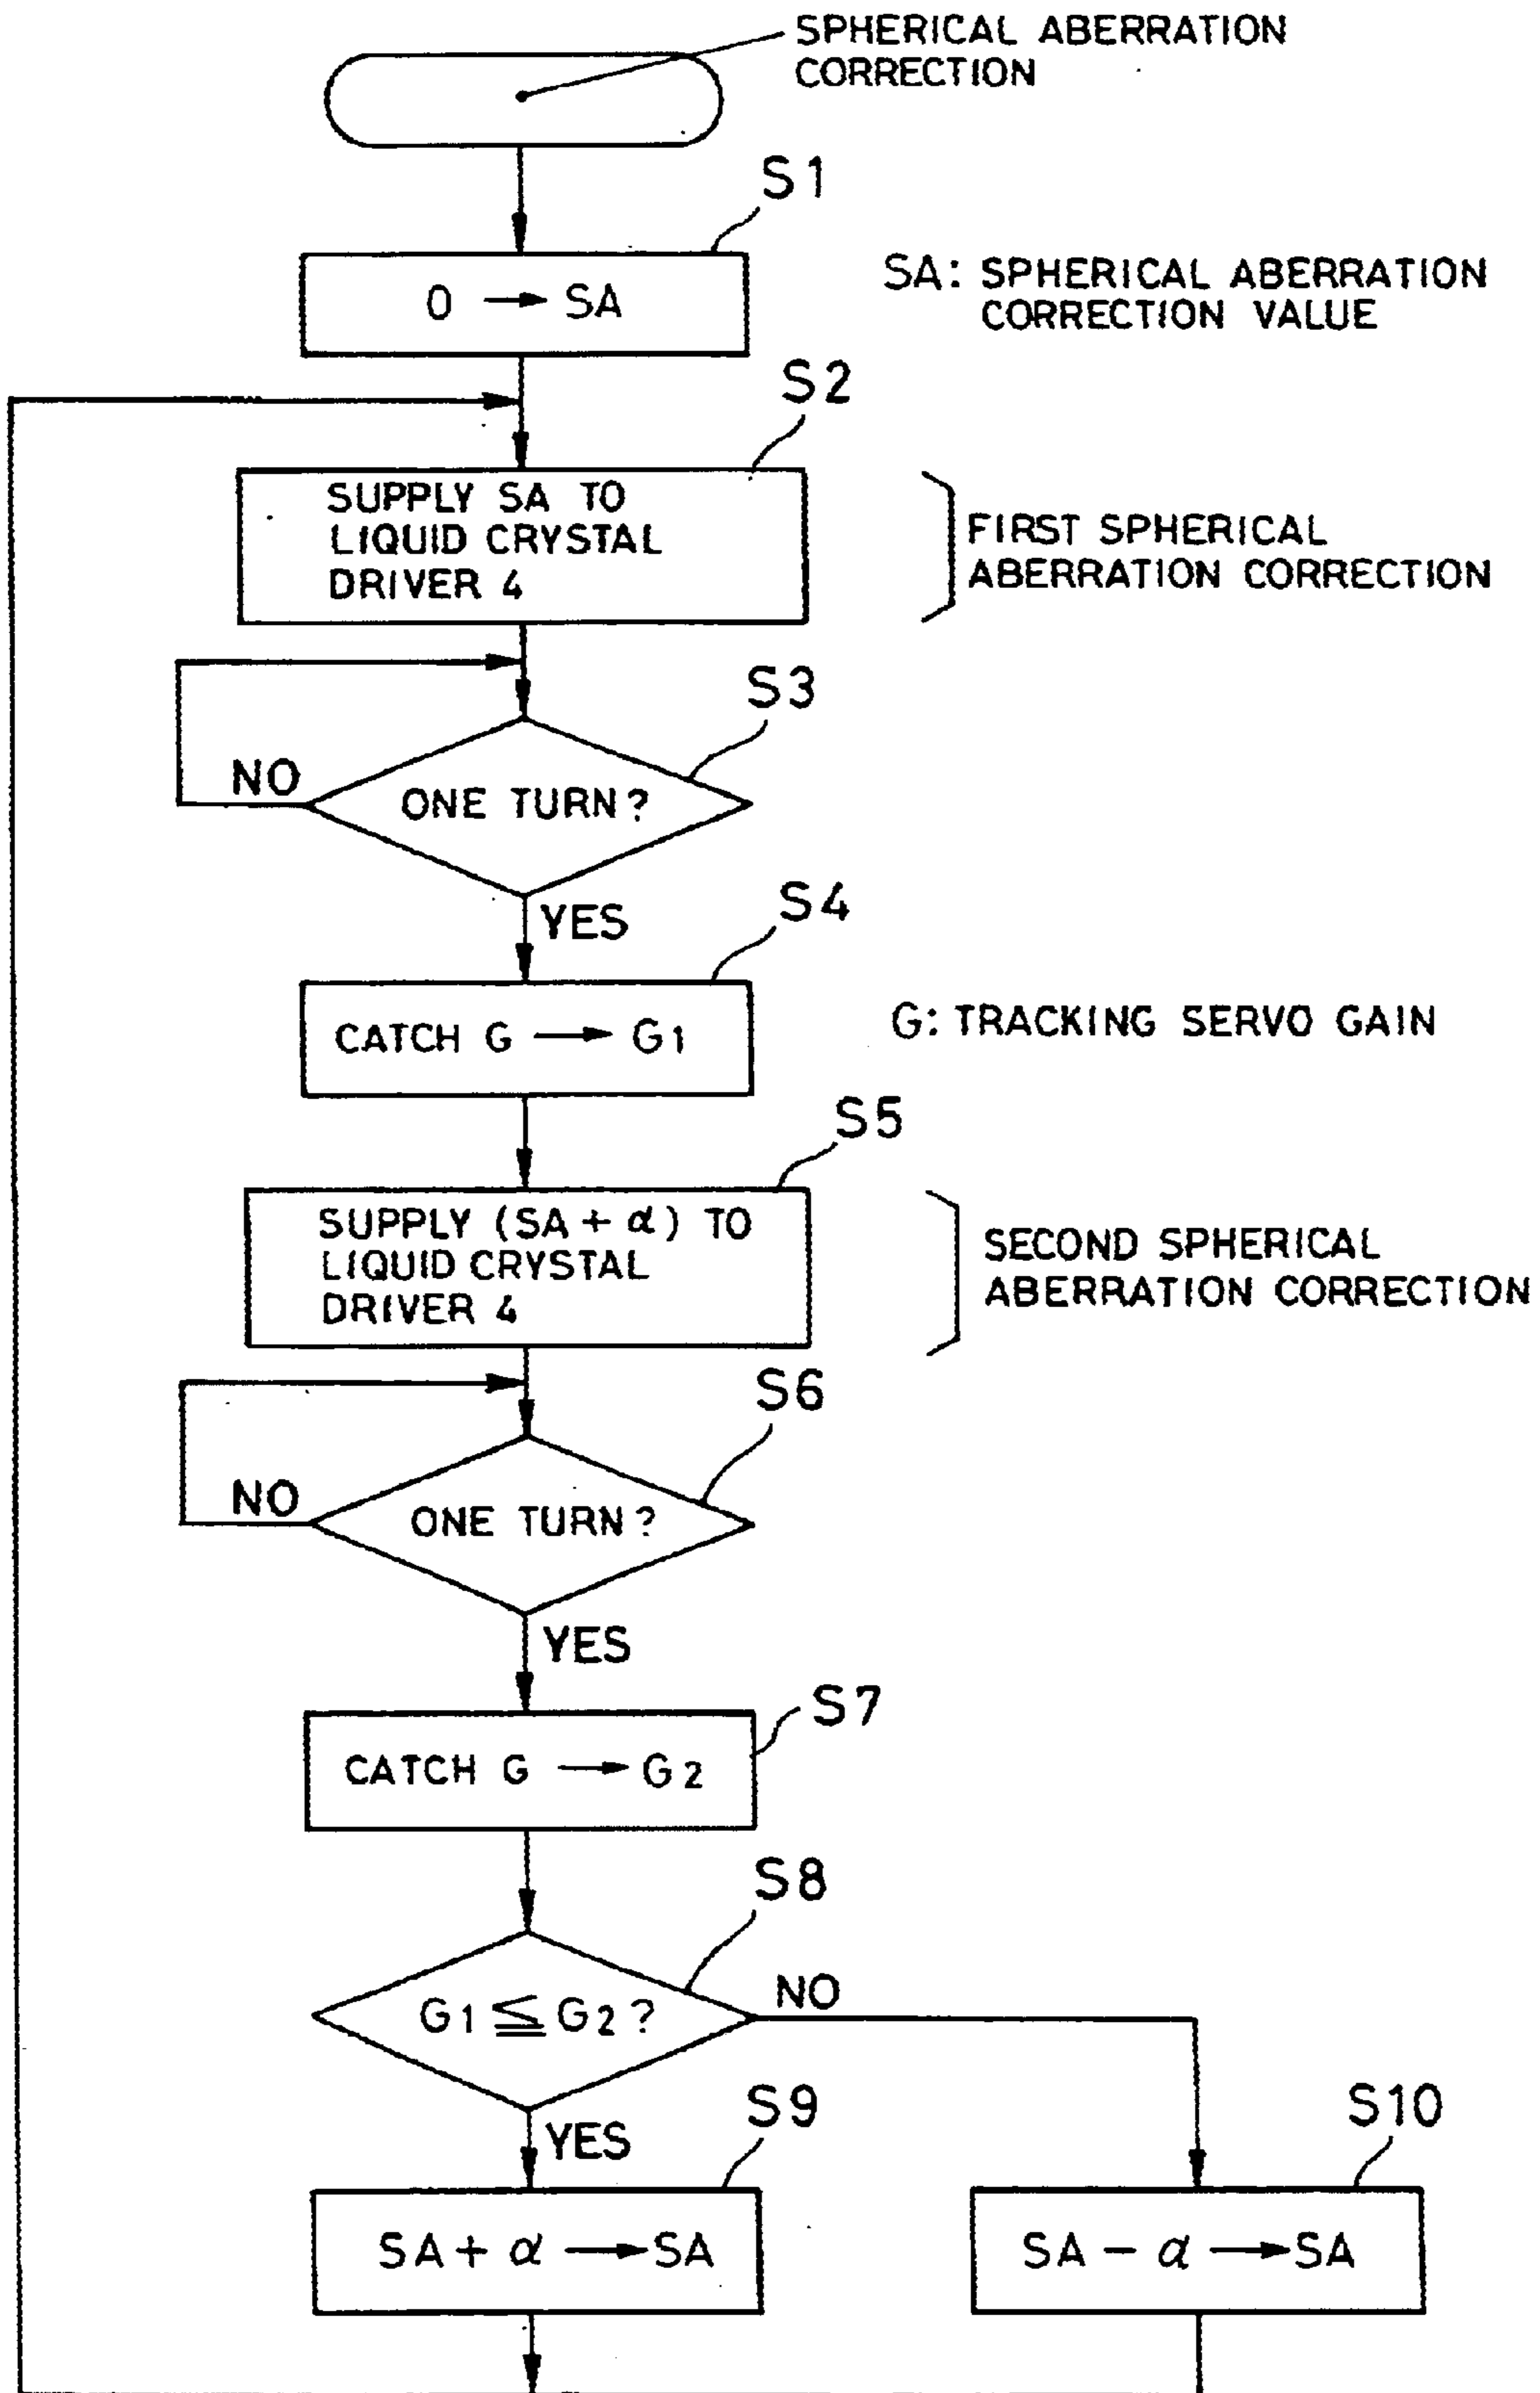 SPHERICAL ABERRATION
CORRECTION
S1
0 → SA
SA: SPHERICAL ABERRATION
CORRECTION VALUE
S2
SUPPLY SA TO
LIQUID CRYSTAL
DRIVER 4
FIRST SPHERICAL
ABERRATION CORRECTION
S3
NO
ONE TURN?
YES
S4
CATCH G → G1
G: TRACKING SERVO GAIN
S5
SUPPLY (SA + α) TO
LIQUID CRYSTAL
DRIVER 4
SECOND SPHERICAL
ABERRATION CORRECTION
S6
NO
ONE TURN?
YES
S7
CATCH G → G2
S8
G1 ≦ G2?
NO
YES
S9
SA + α → SA
S10
SA − α → SA